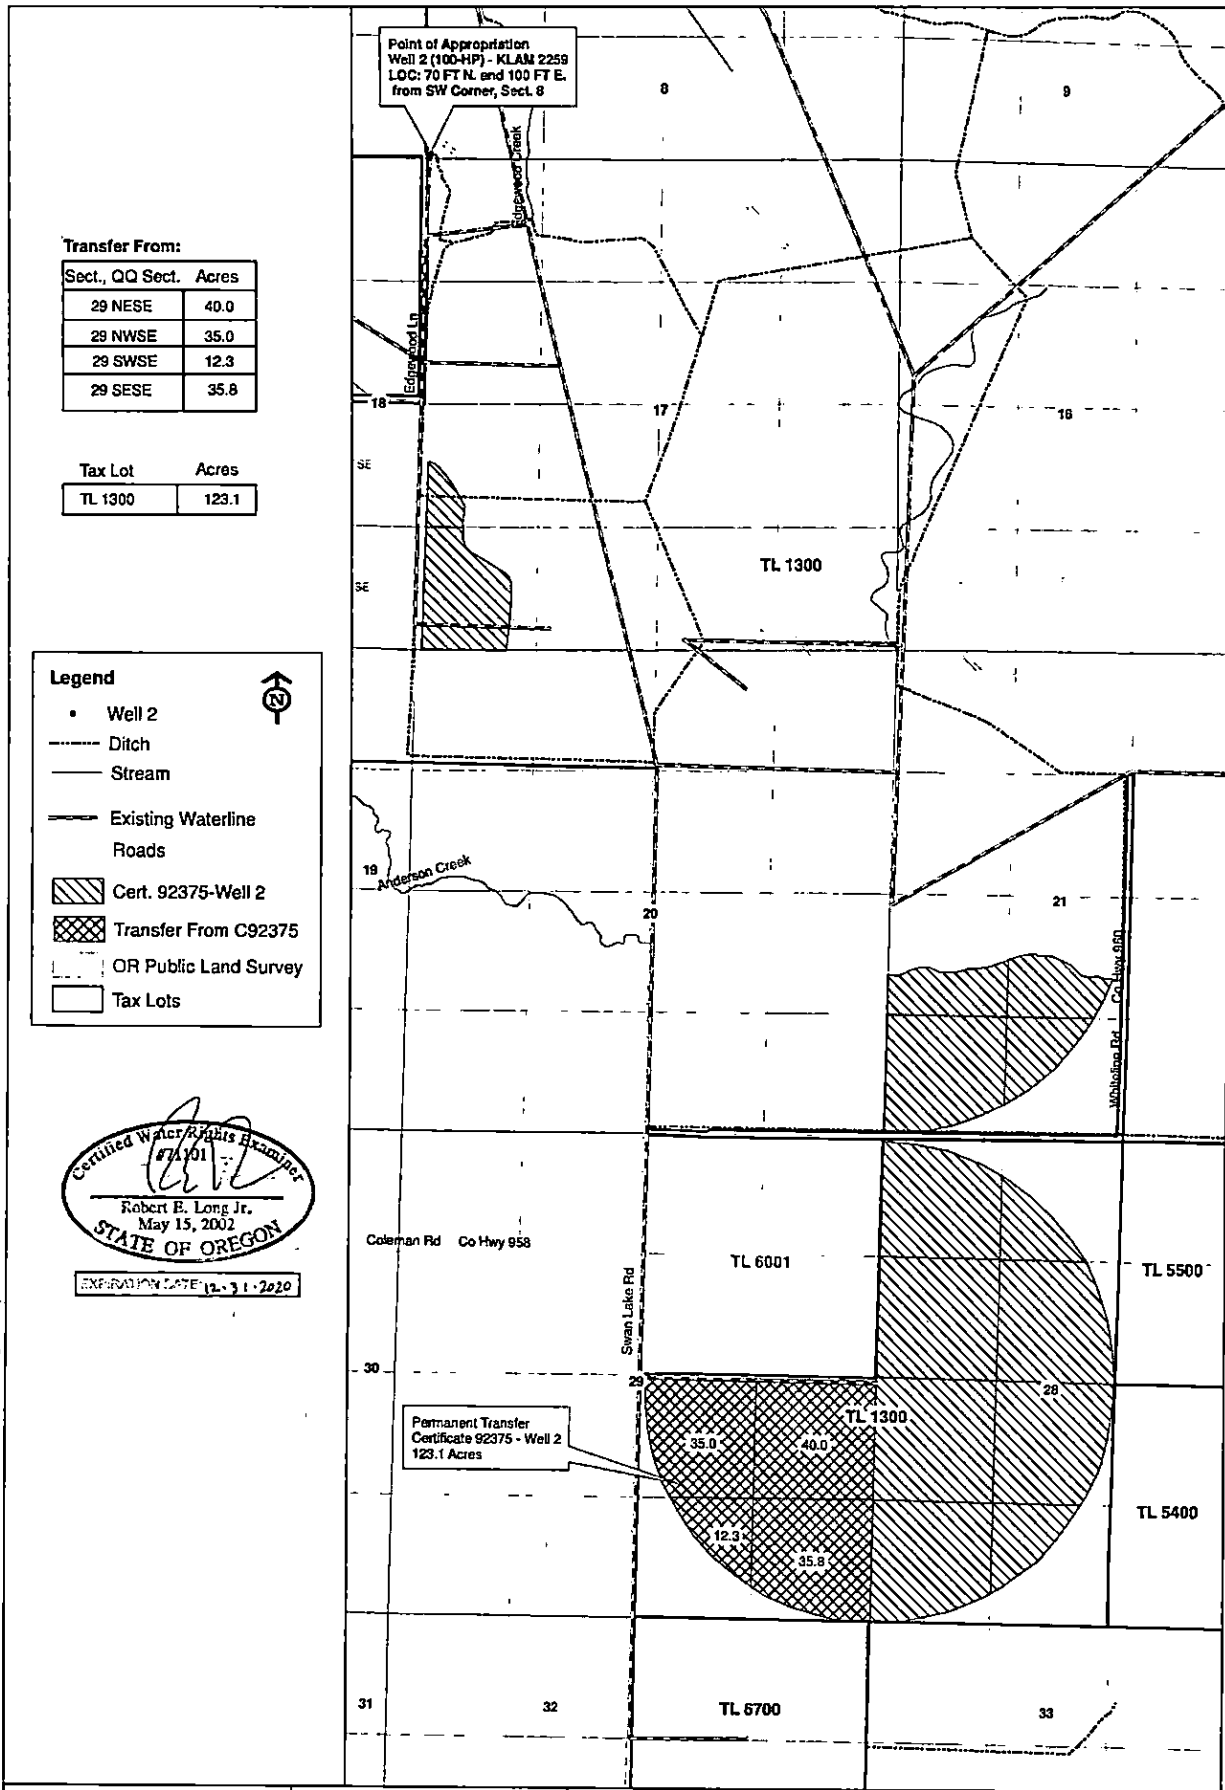 Point of Appropriation
Well 2 (100-HP) - KLAM 2259
LOC: 70 FT N. and 100 FT E.
from SW Corner, Sect. 8
8
9
Edgewood Creek
Transfer From:
Sect., QQ Sect. Acres
29 NESE 40.0
29 NWSE 35.0
29 SWSE 12.3
29 SESE 35.8
Tax Lot Acres
TL 1300 123.1
Edgewood Ln
18
17
16
SE
SE
TL 1300
Legend
N
Well 2
Ditch
Stream
Existing Waterline
Roads
Cert. 92375-Well 2
Transfer From C92375
OR Public Land Survey
Tax Lots
19
Anderson Creek
20
21
Whiteline Rd Co Hwy 960
Certified Water Rights Examiner
#71101
Robert E. Long Jr.
May 15, 2002
STATE OF OREGON
EXPIRATION DATE: 12-31-2020
Coleman Rd Co Hwy 958
Swan Lake Rd
TL 6001
TL 5500
30
29
28
TL 1300
Permanent Transfer
Certificate 92375 - Well 2
123.1 Acres
35.0
40.0
12.3
35.8
TL 5400
31
32
TL 6700
33